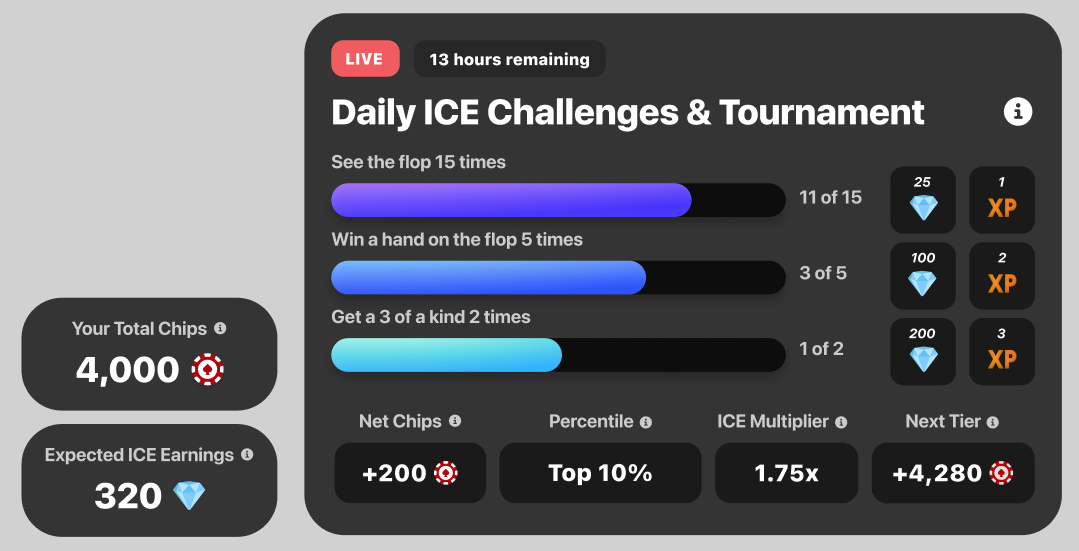 LIVE
13 hours remaining
Daily ICE Challenges & Tournament
See the flop 15 times
11 of 15
25
1
XP
Win a hand on the flop 5 times
3 of 5
100
2
XP
Get a 3 of a kind 2 times
1 of 2
200
3
XP
Your Total Chips
4,000
Expected ICE Earnings
320
Net Chips
+200
Percentile
Top 10%
ICE Multiplier
1.75x
Next Tier
+4,280